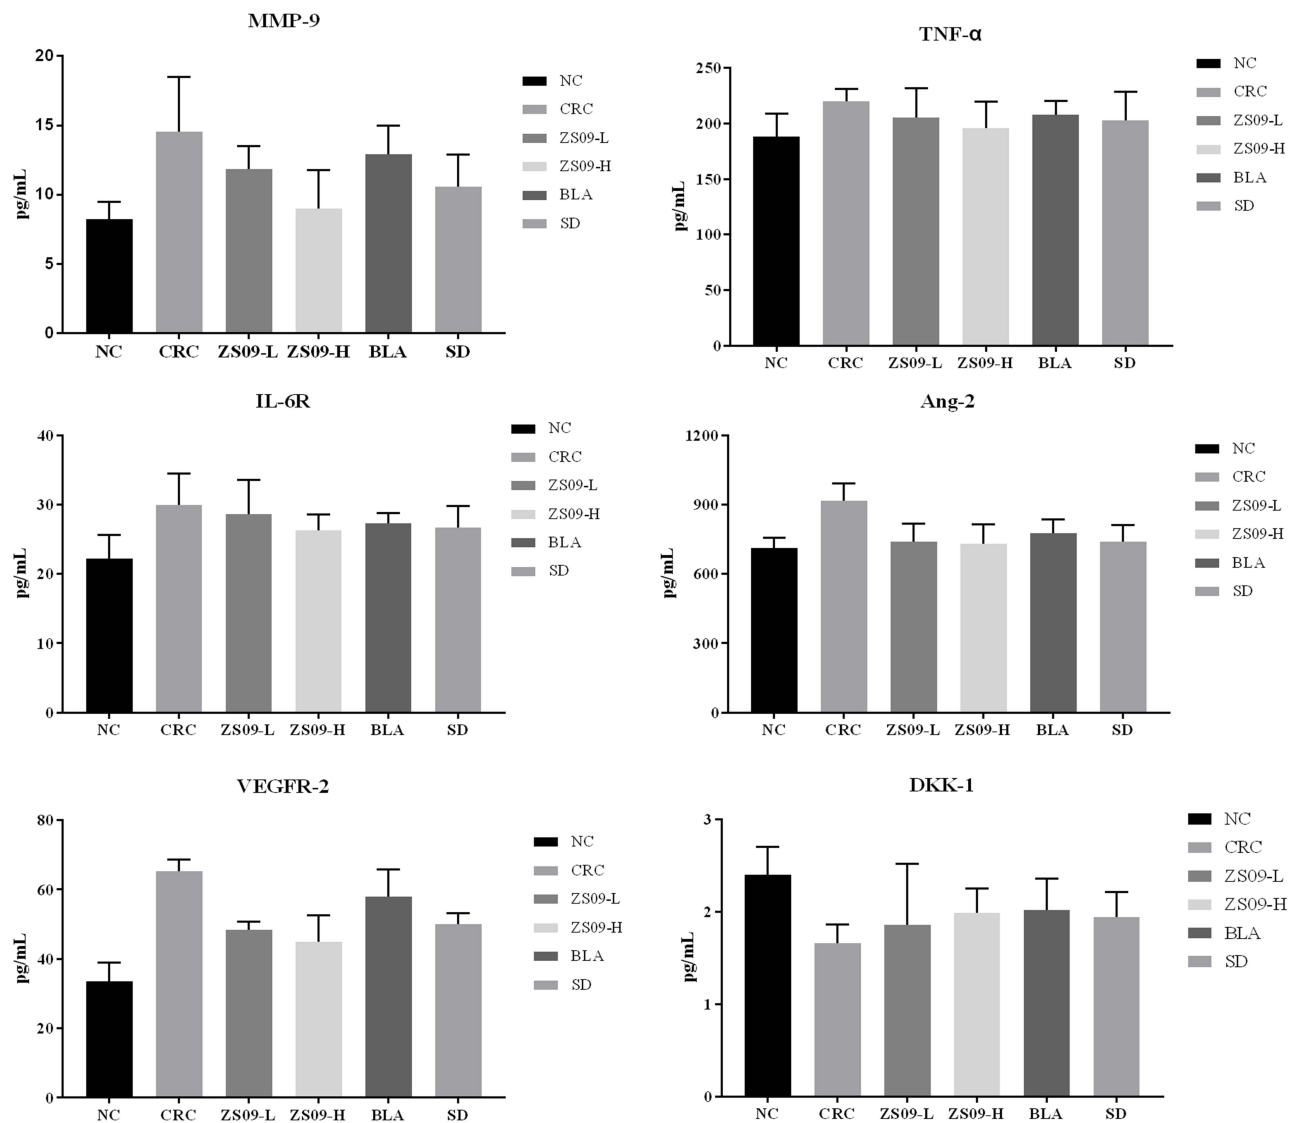 MMP-9
20
15
10
5
0
pg/mL
NC
CRC
ZS09-L
ZS09-H
BLA
SD
NC CRC ZS09-L ZS09-H BLA SD
TNF-α
250
200
150
100
50
0
pg/mL
NC
CRC
ZS09-L
ZS09-H
BLA
SD
NC CRC ZS09-L ZS09-H BLA SD
IL-6R
40
30
20
10
0
pg/mL
NC
CRC
ZS09-L
ZS09-H
BLA
SD
NC CRC ZS09-L ZS09-H BLA SD
Ang-2
1200
900
600
300
0
pg/mL
NC
CRC
ZS09-L
ZS09-H
BLA
SD
NC CRC ZS09-L ZS09-H BLA SD
VEGFR-2
80
60
40
20
0
pg/mL
NC
CRC
ZS09-L
ZS09-H
BLA
SD
NC CRC ZS09-L ZS09-H BLA SD
DKK-1
3
2
1
0
pg/mL
NC
CRC
ZS09-L
ZS09-H
BLA
SD
NC CRC ZS09-L ZS09-H BLA SD